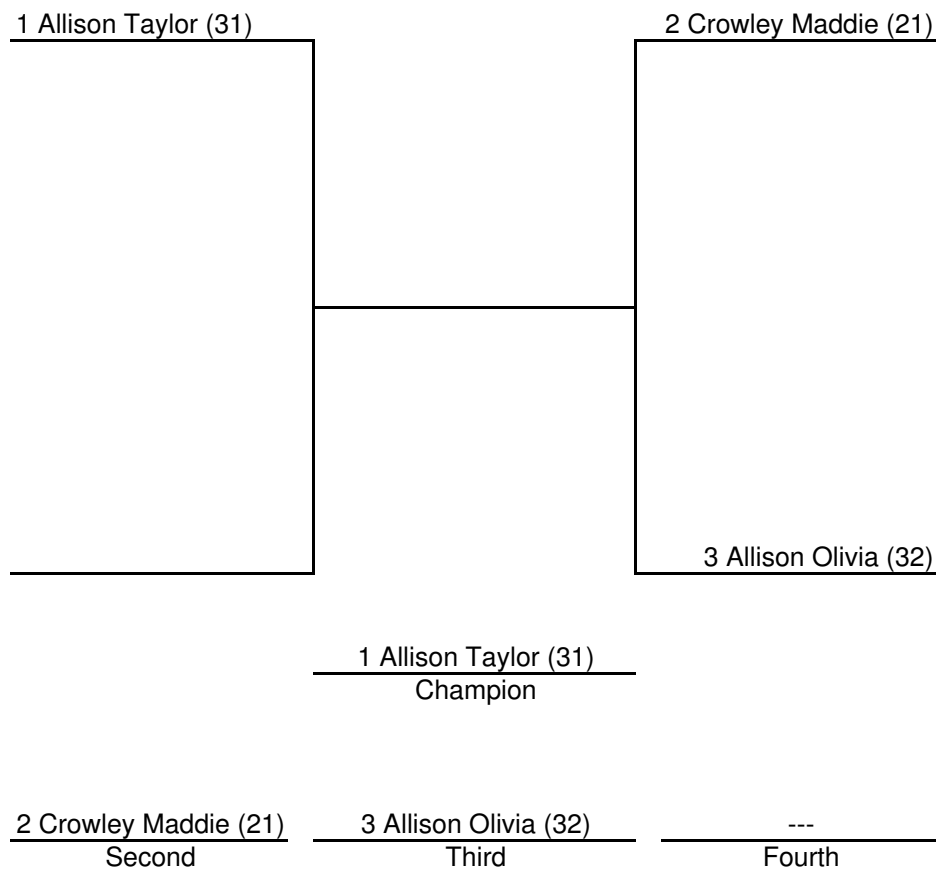 1 Allison Taylor (31)
2 Crowley Maddie (21)
3 Allison Olivia (32)
1 Allison Taylor (31)
Champion
2 Crowley Maddie (21)
3 Allison Olivia (32)
---
Second
Third
Fourth